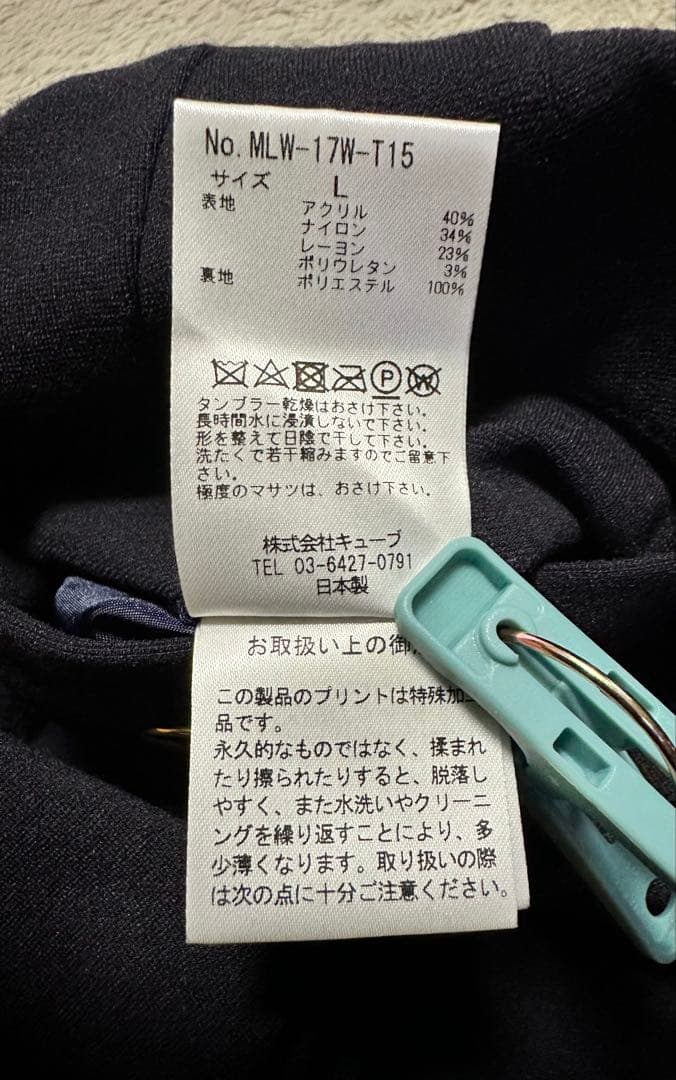 No. MLW-17W-T15
サイズ L
表地 アクリル 40%
ナイロン 34%
レーヨン 23%
ポリウレタン 3%
裏地 ポリエステル 100%
P W
タンブラー乾燥はおさけ下さい。
長時間水に浸漬しないで下さい。
形を整えて日陰で干して下さい。
洗たくで若干縮みますのでご留意下
さい。
極度のマサツは、おさけ下さい。
株式会社キューブ
TEL 03-6427-0791
日本製
お取扱い上の御
この製品のプリントは特殊加工
品です。
永久的なものではなく、揉まれ
たり擦られたりすると、脱落し
やすく、また水洗いやクリーニ
ングを繰り返すことにより、多
少薄くなります。取り扱いの際
は次の点に十分ご注意ください。